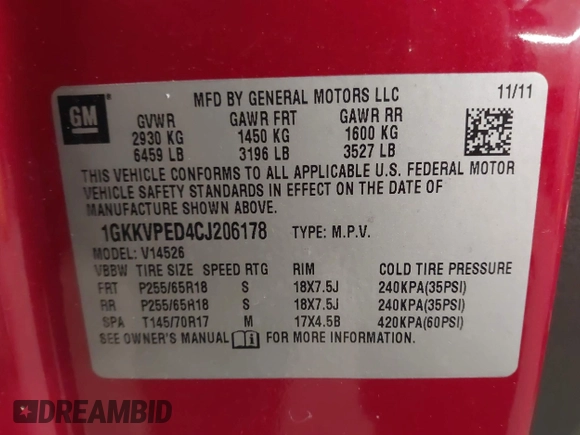 MFD BY GENERAL MOTORS LLC 11/11
GM
GVWR GAWR FRT GAWR RR
2930 KG 1450 KG 1600 KG
6459 LB 3196 LB 3527 LB
THIS VEHICLE CONFORMS TO ALL APPLICABLE U.S. FEDERAL MOTOR
VEHICLE SAFETY STANDARDS IN EFFECT ON THE DATE OF
MANUFACTURE SHOWN ABOVE.
1GKKVPED4CJ206178 TYPE: M.P.V.
MODEL: V14526
VBBW TIRE SIZE SPEED RTG RIM COLD TIRE PRESSURE
FRT P255/65R18 S 18X7.5J 240KPA(35PSI)
RR P255/65R18 S 18X7.5J 240KPA(35PSI)
SPA T145/70R17 M 17X4.5B 420KPA(60PSI)
SEE OWNER'S MANUAL FOR MORE INFORMATION.
DREAMBID